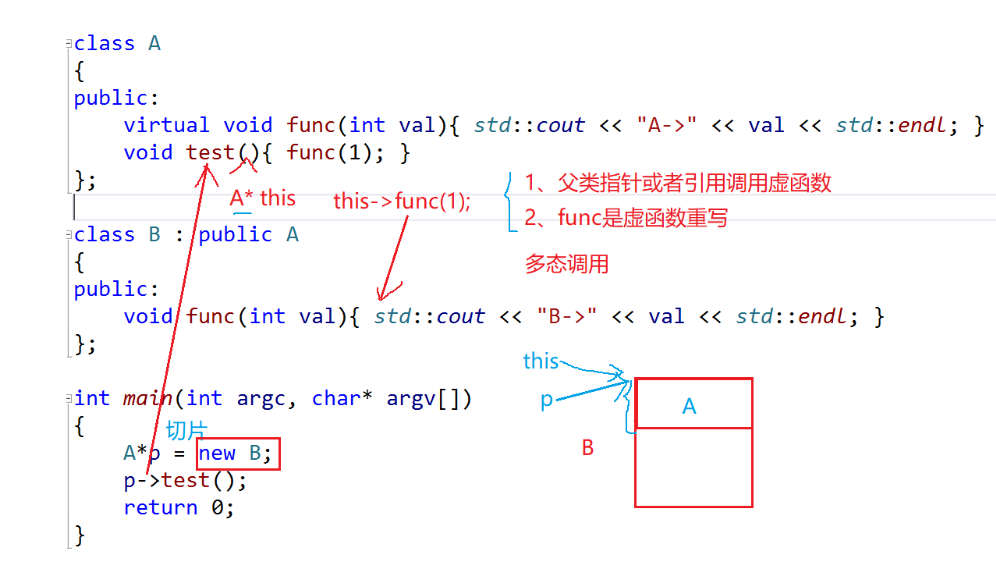 class A
{
public:
virtual void func(int val){ std::cout << "A->" << val << std::endl; }
void test(){ func(1); }
};
A* this
this->func(1);
1、父类指针或者引用调用虚函数
2、func是虚函数重写
多态调用
class B : public A
{
public:
void func(int val){ std::cout << "B->" << val << std::endl; }
};
int main(int argc, char* argv[])
{
切片
A*p = new B;
p->test();
return 0;
}
this
p
A
B